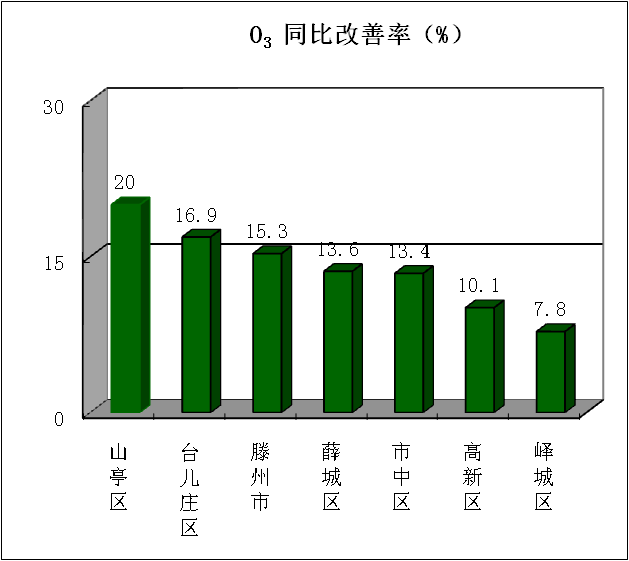 O₃ 同比改善率（%）
30
15
0
20
16.9
15.3
13.6
13.4
10.1
7.8
山亭区
台儿庄区
滕州市
薛城区
市中区
高新区
峄城区